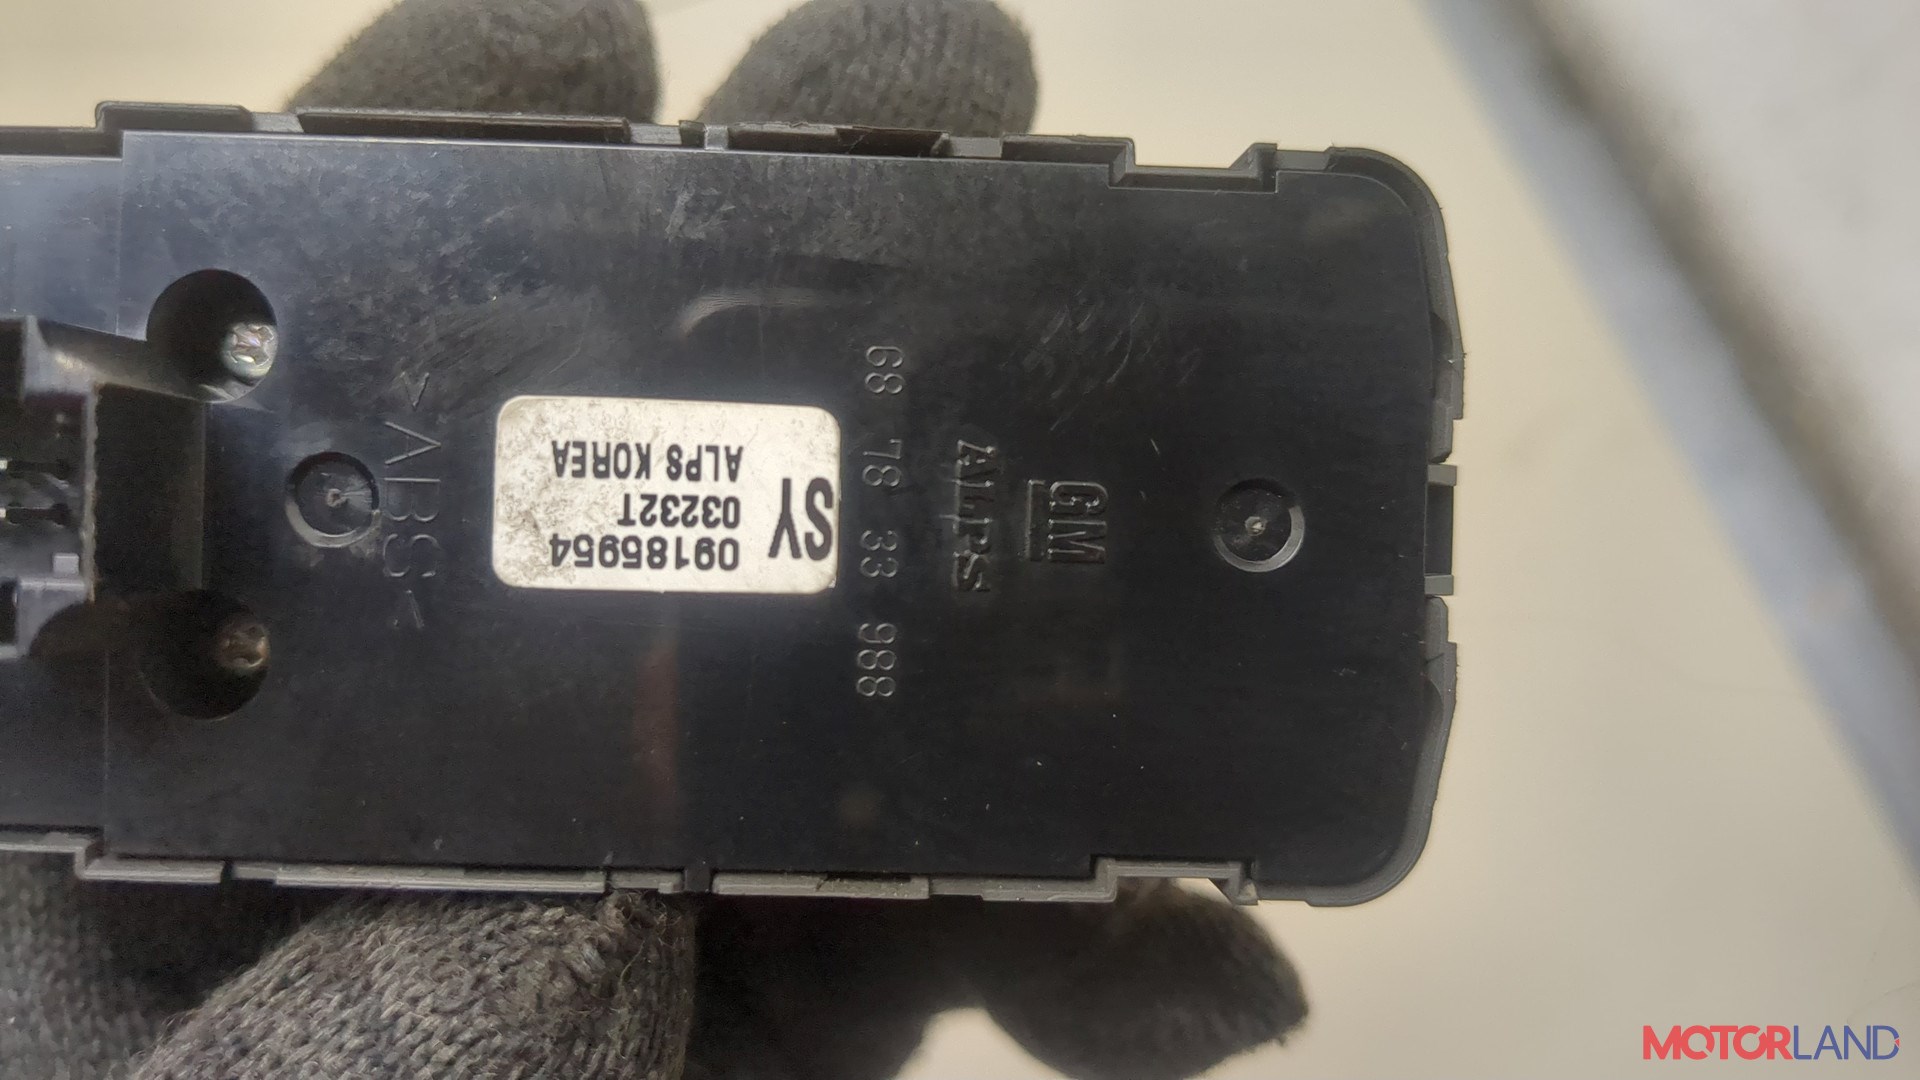 09185954
03232T
ALPS KOREA
SY
68 78 33 988
ALPS
GM
>ABS<
MOTORLAND